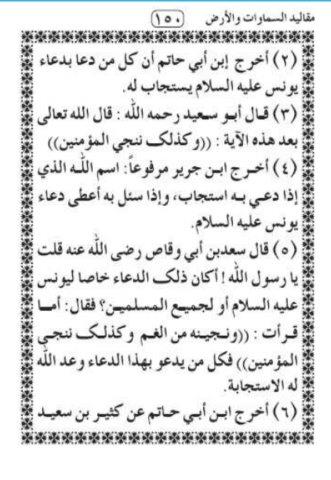 مقاليد السماوات والأرض ١٥٠
(٢) أخرج إبن أبي حاتم أن كل من دعا بدعاء
يونس عليه السلام يستجاب له.
(٣) قال أبو سعيد رحمه الله : قال الله تعالى
بعد هذه الآية : ((وكذلك ننجي المؤمنين))
(٤) أخرج ابن جرير مرفوعاً: اسم الله الذي
إذا دعي به استجاب، وإذا سئل به أعطى دعاء
يونس عليه السلام.
(٥) قال سعدبن أبي وقاص رضى الله عنه قلت
يا رسول الله ! أكان ذلك الدعاء خاصا ليونس
عليه السلام أو لجميع المسلمين؟ فقال: أما
قرأت : ((ونجينه من الغم وكذلك ننجي
المؤمنين)) فكل من يدعو بهذا الدعاء وعد الله
له الاستجابة.
(٦) أخرج ابن أبي حاتم عن كثير بن سعيد